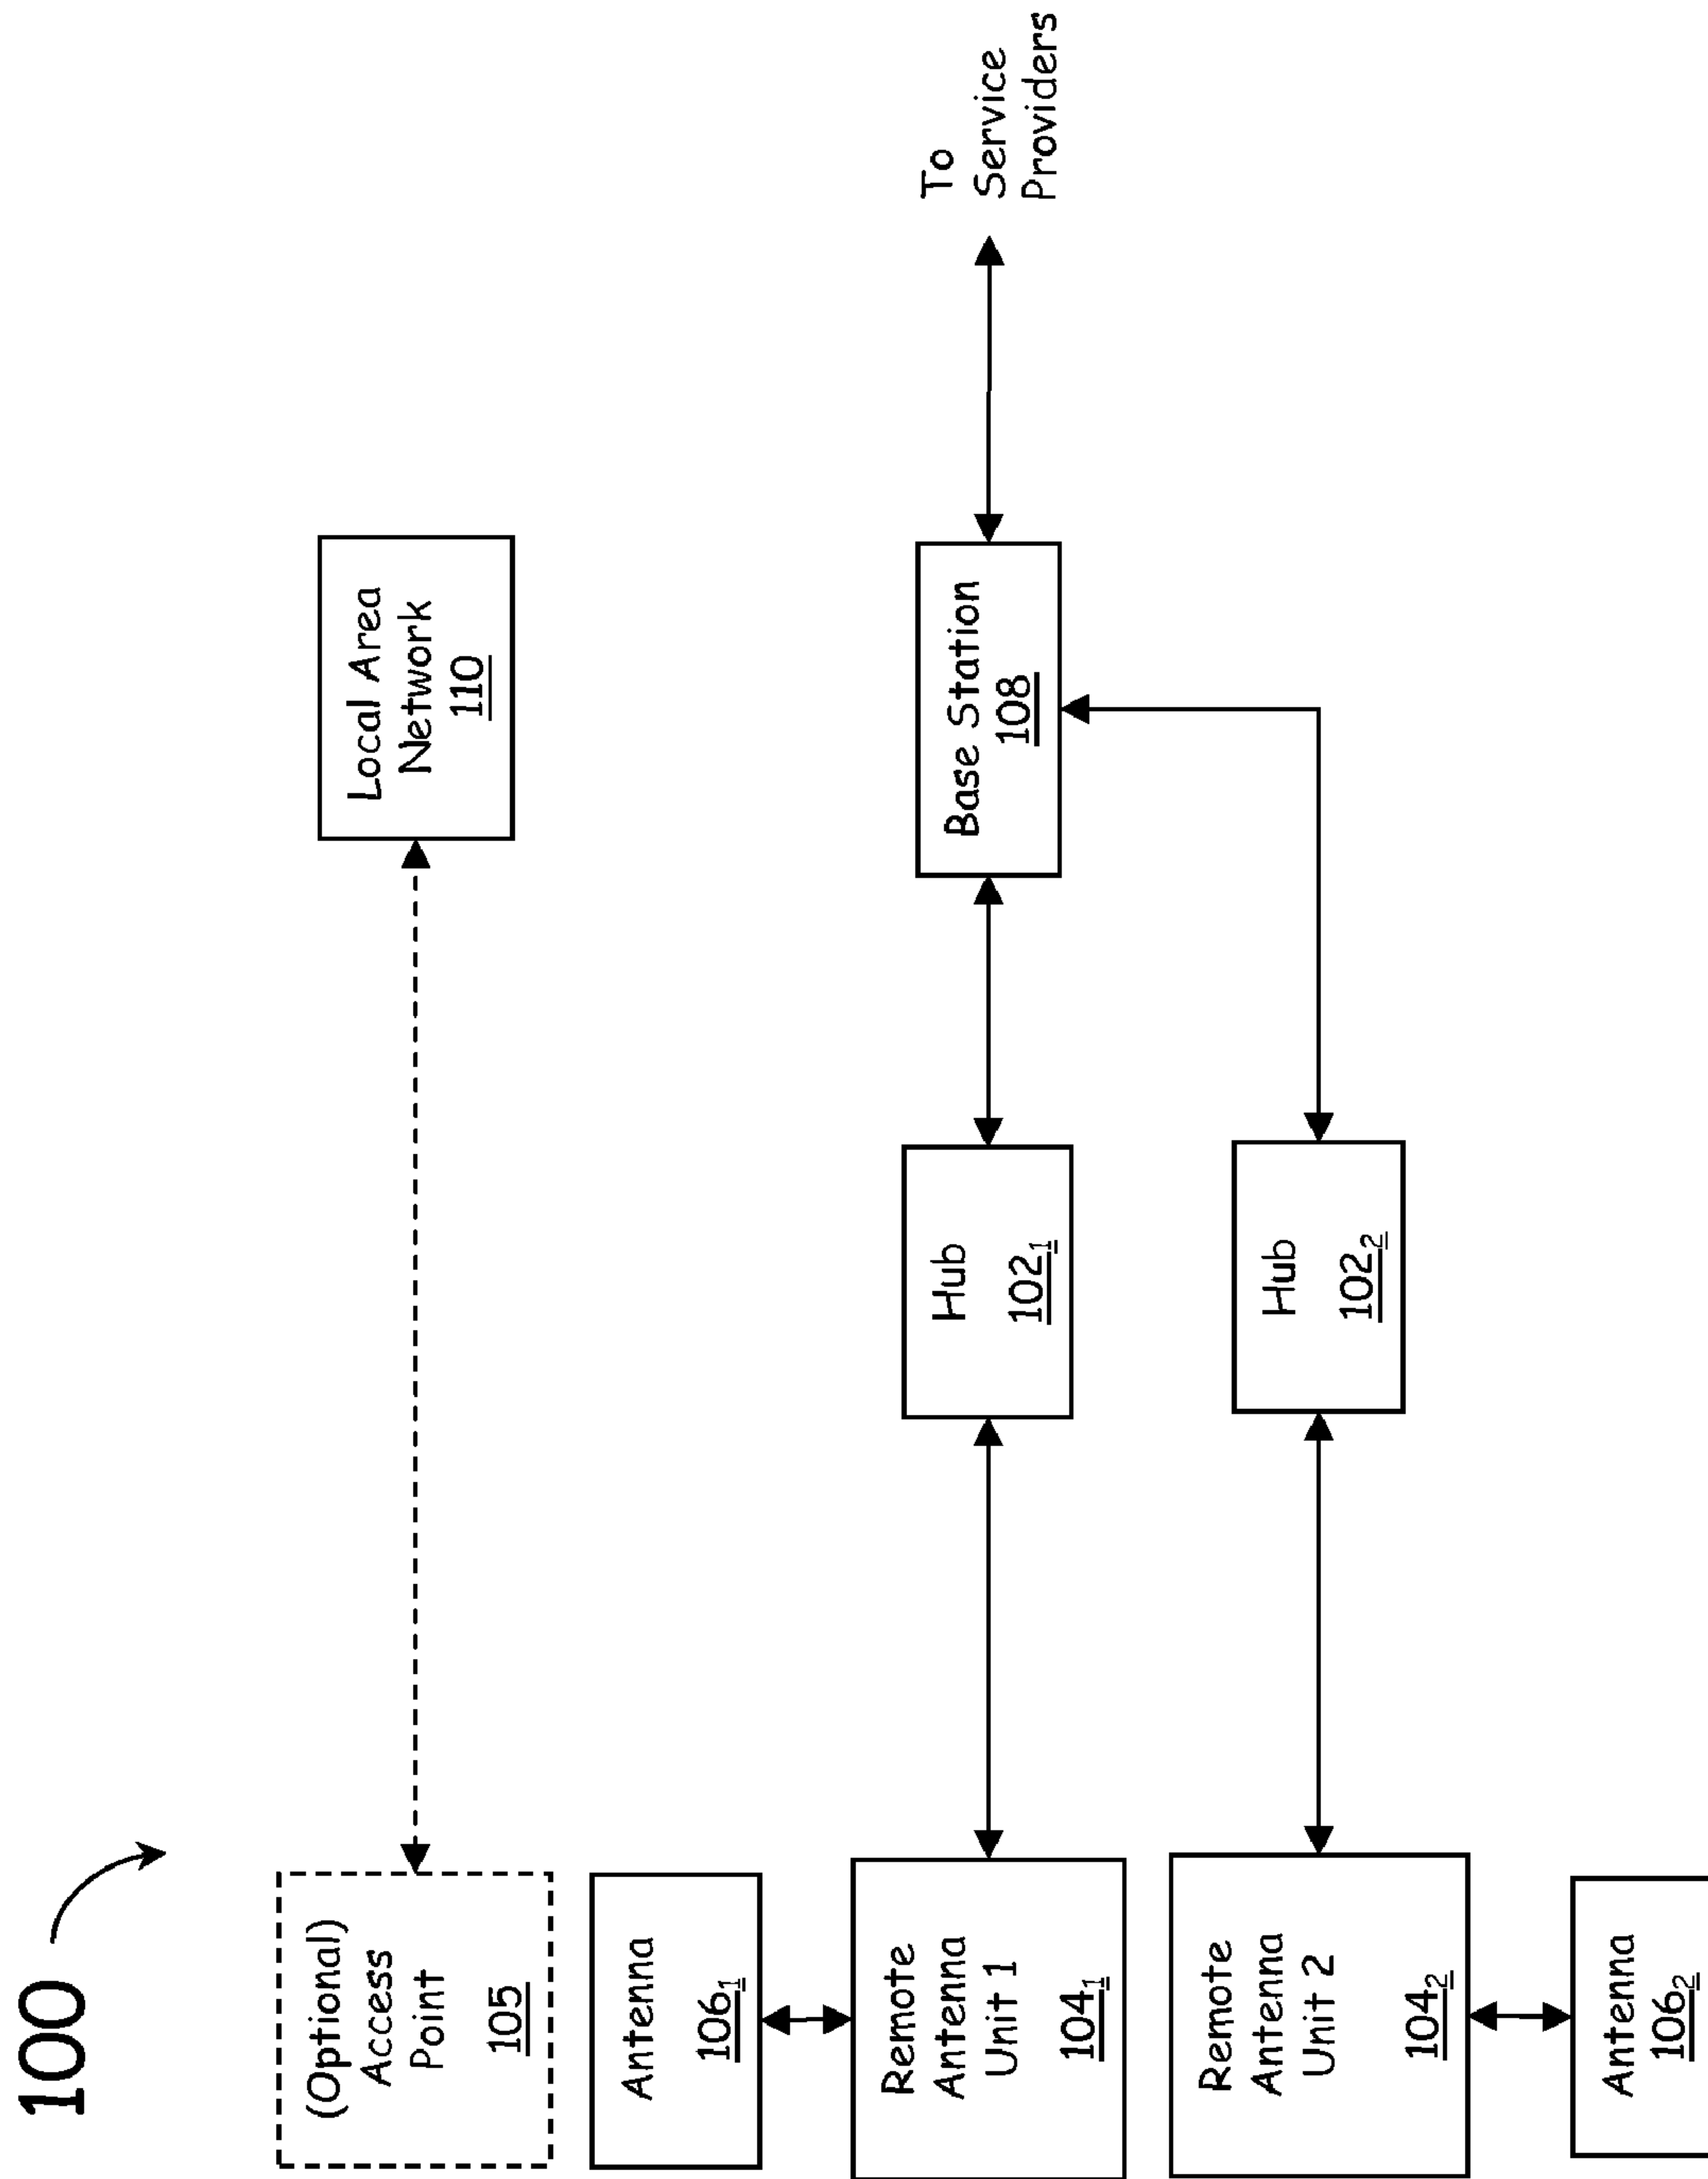 100
(Optional)
Access
Point
105
Local Area
Network
110
Antenna
106₁
Remote
Antenna
Unit 1
104₁
Hub
102₁
Base Station
108
To
Service
Providers
Remote
Antenna
Unit 2
104₂
Hub
102₂
Antenna
106₂